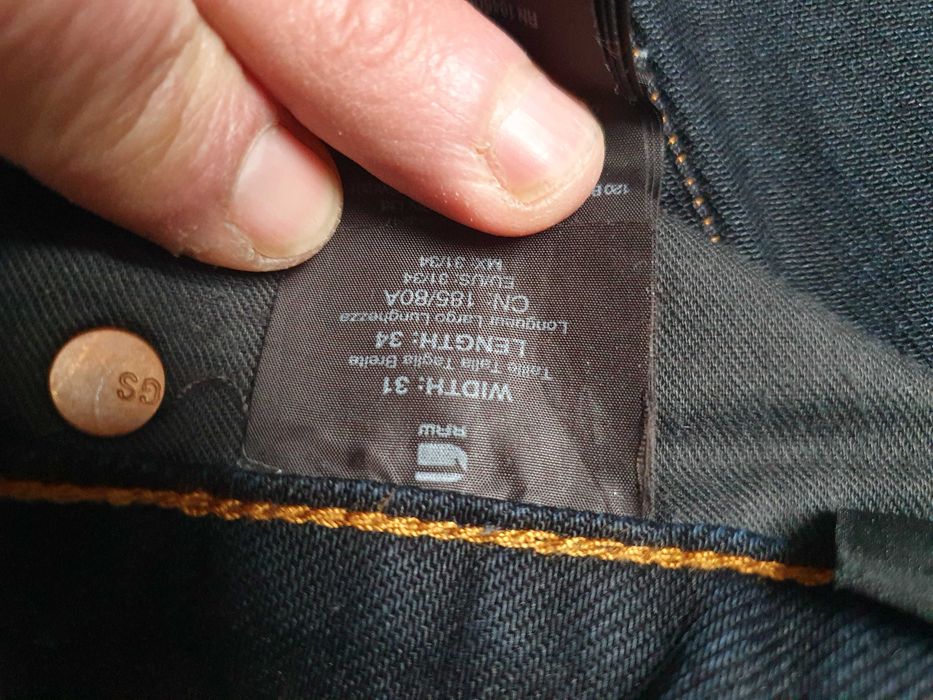 RAW
WIDTH: 31
Taille Talla Taglia Breite
LENGTH: 34
Longueur Largo Lunghezza
CN: 185/80A
EU/US: 31/34
MX: 31/34
GS